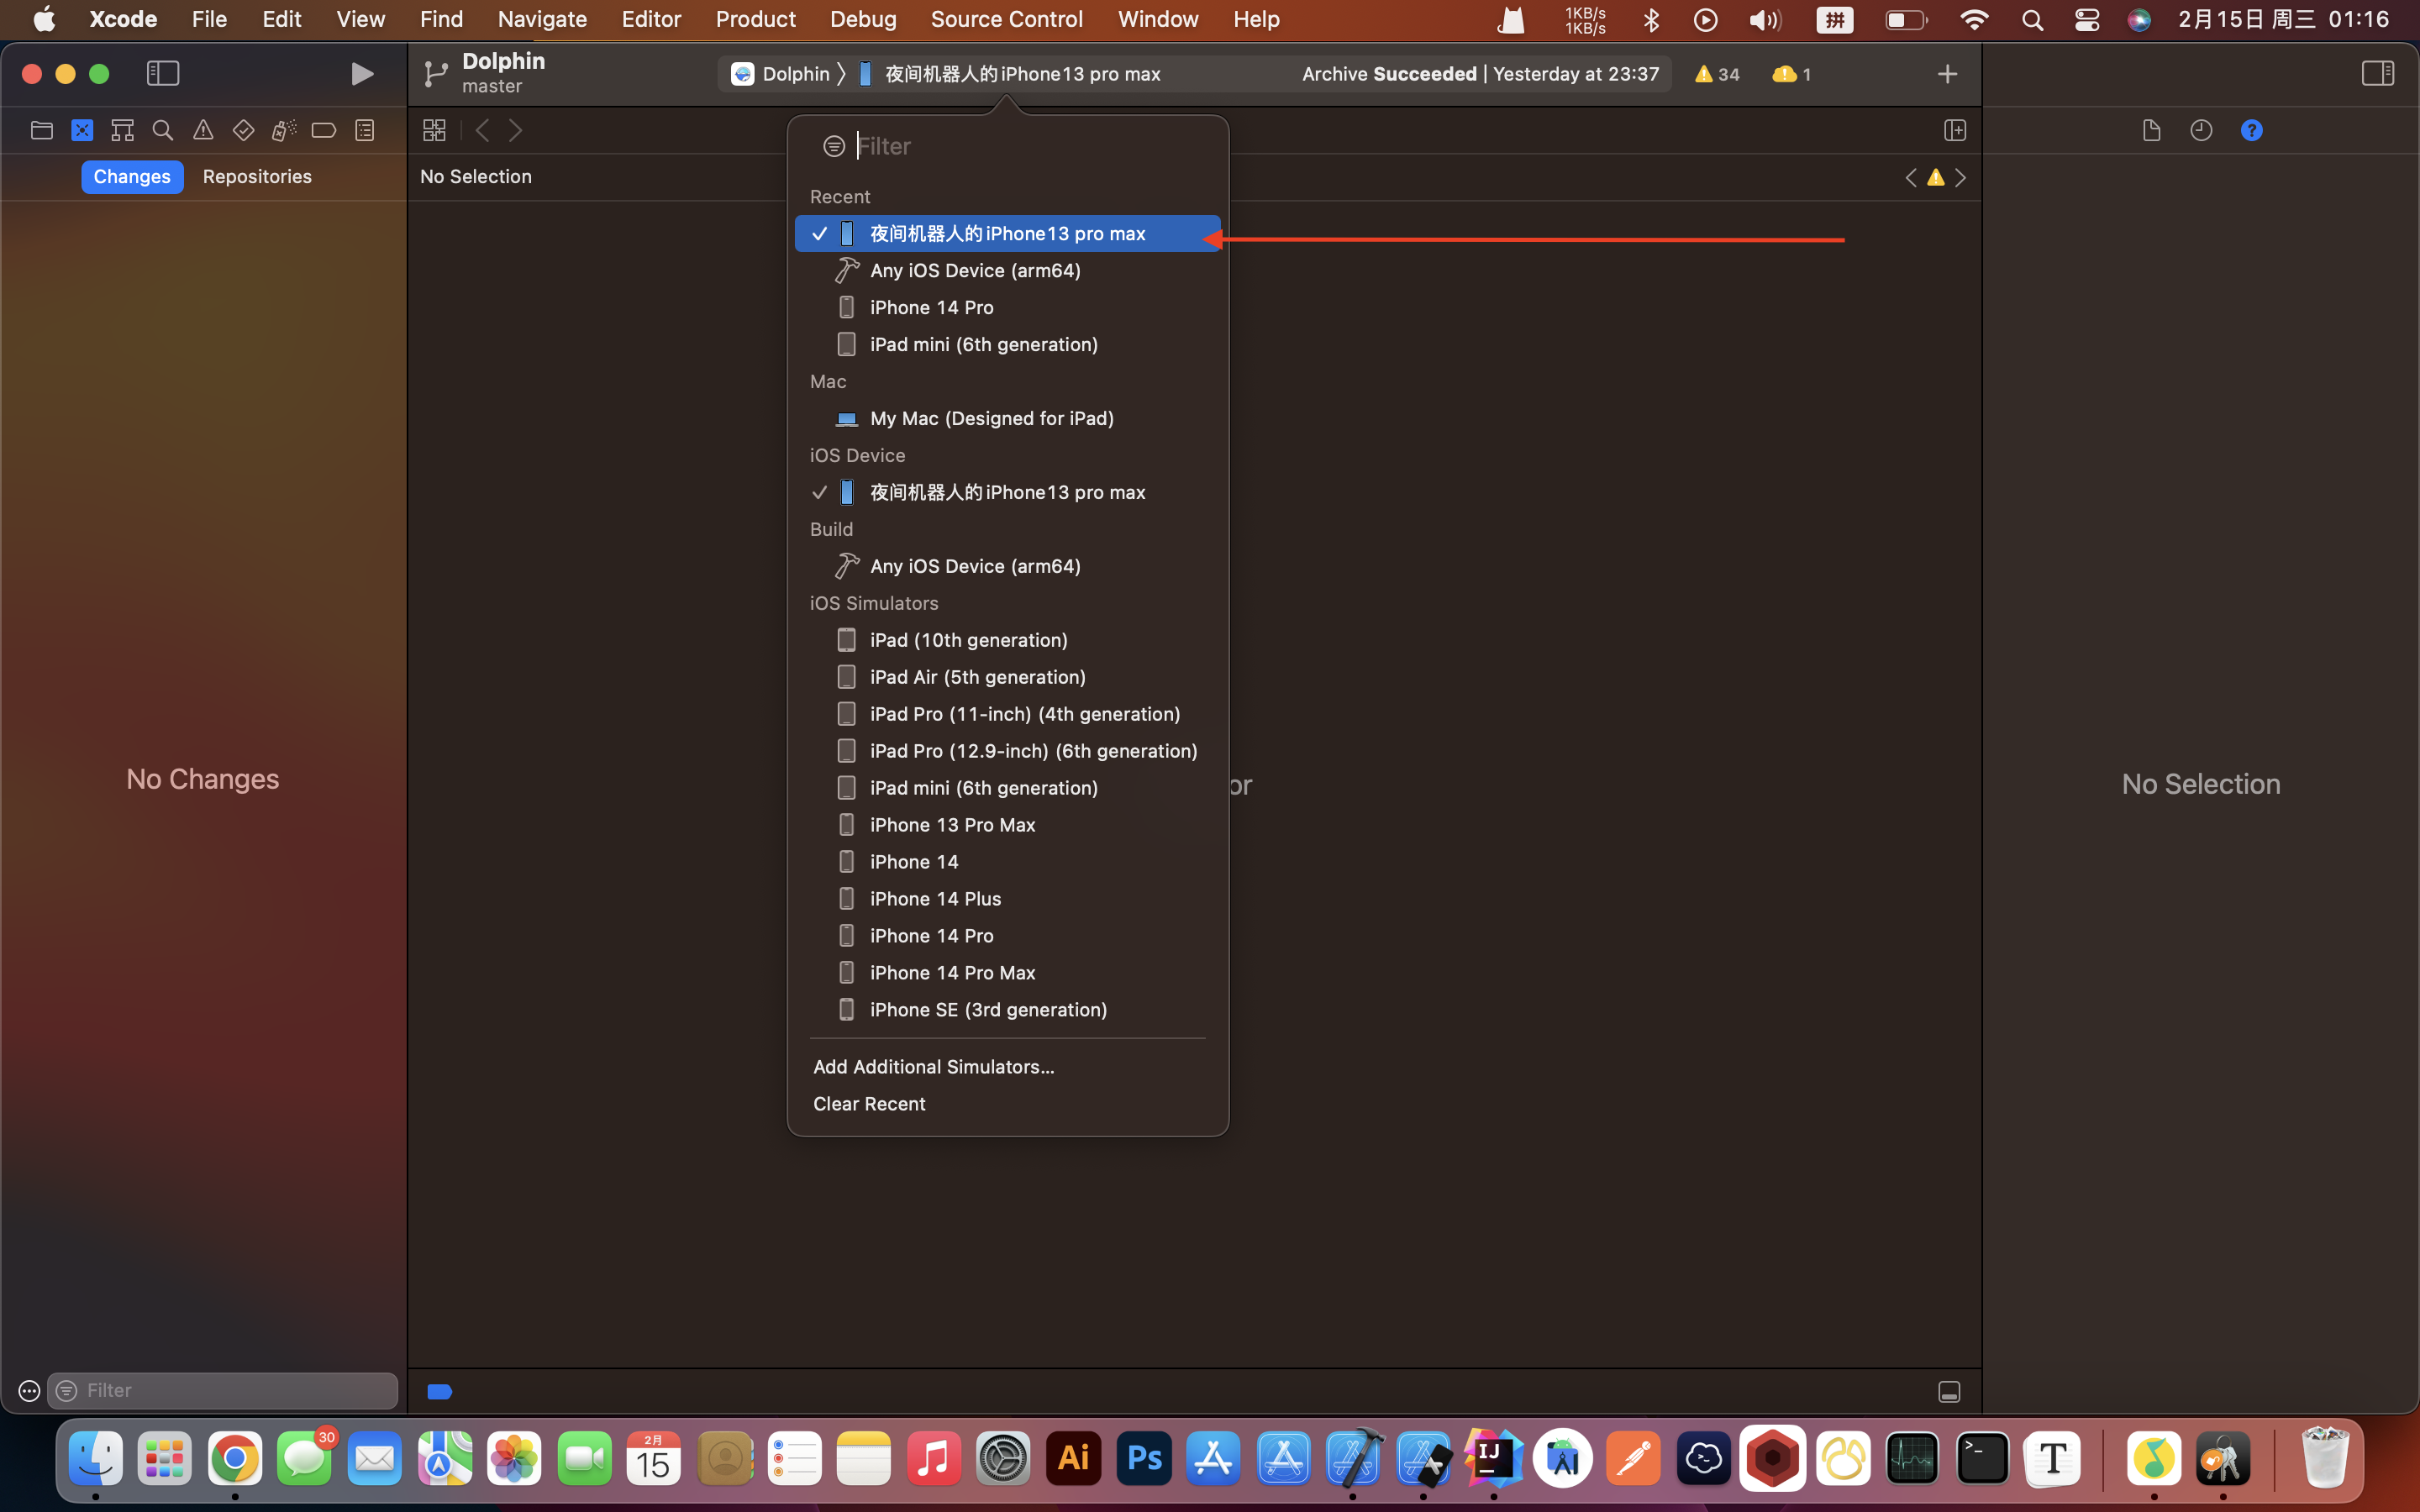 Xcode File Edit View Find Navigate Editor Product Debug Source Control Window Help
1KB/s
1KB/s
拼
2月15日 周三 01:16
Dolphin
master
Dolphin 〉 夜间机器人的iPhone13 pro max
Archive Succeeded | Yesterday at 23:37
34
1
Changes
Repositories
No Selection
Filter
Recent
夜间机器人的iPhone13 pro max
Any iOS Device (arm64)
iPhone 14 Pro
iPad mini (6th generation)
Mac
My Mac (Designed for iPad)
iOS Device
夜间机器人的iPhone13 pro max
Build
Any iOS Device (arm64)
iOS Simulators
iPad (10th generation)
iPad Air (5th generation)
iPad Pro (11-inch) (4th generation)
iPad Pro (12.9-inch) (6th generation)
iPad mini (6th generation)
iPhone 13 Pro Max
iPhone 14
iPhone 14 Plus
iPhone 14 Pro
iPhone 14 Pro Max
iPhone SE (3rd generation)
Add Additional Simulators...
Clear Recent
No Changes
or
No Selection
Filter
30
2月
15
Ai
Ps
IJ
T